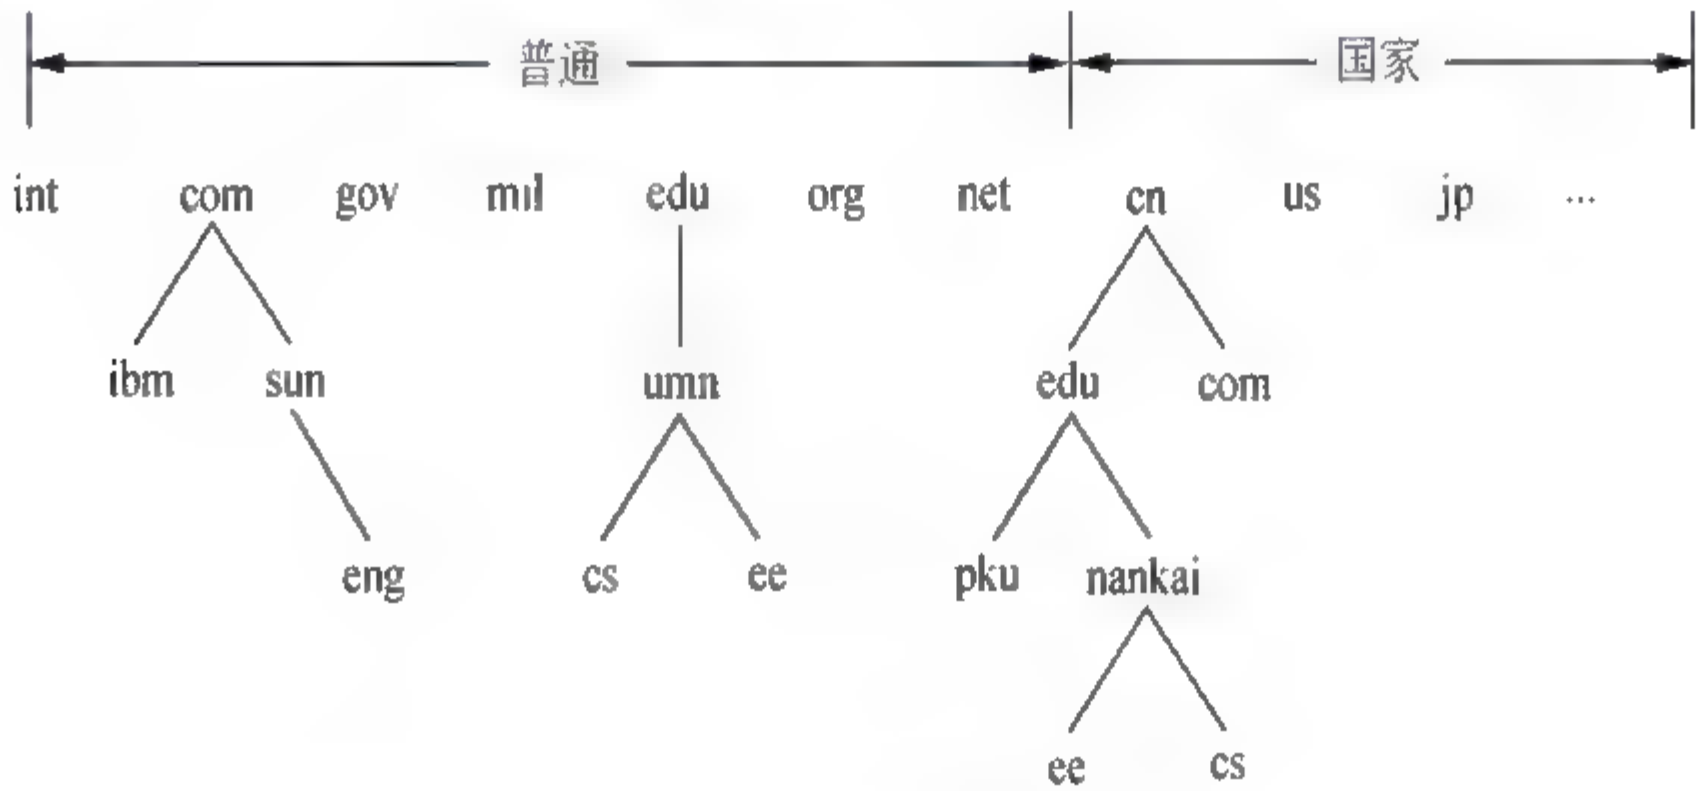 普通 国家
int com gov mil edu org net cn us jp ...
ibm sun umn edu com
eng cs ee pku nankai
ee cs